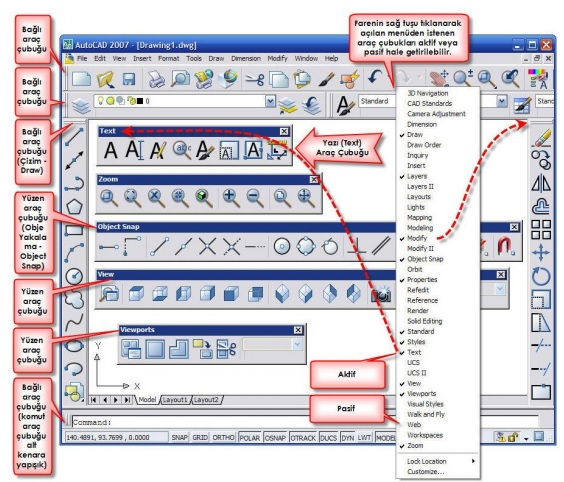 Farenin sağ tuşu tıklanarak
açılan menüden istenen
araç çubukları aktif veya
pasif hale getirilebilir.
Bağlı
araç
çubuğu
AutoCAD 2007 - [Drawing1.dwg]
File Edit View Insert Format Tools Draw Dimension Modify Window Help
Bağlı
araç
çubuğu
0
Standard
Stanc
Bağlı
araç
çubuğu
(Çizim -
Draw)
Text
Yazı (Text)
Araç Çubuğu
Zoom
Yüzen
araç
çubuğu
(Obje
Yakala
ma -
Object
Snap)
Object Snap
Yüzen
araç
çubuğu
View
Yüzen
araç
çubuğu
Viewports
3D Navigation
CAD Standards
Camera Adjustment
Dimension
Draw
Draw Order
Inquiry
Insert
Layers
Layers II
Layouts
Lights
Mapping
Modeling
Modify
Modify II
Object Snap
Orbit
Properties
Refedit
Reference
Render
Solid Editing
Standard
Styles
Text
UCS
UCS II
View
Viewports
Visual Styles
Walk and Fly
Web
Workspaces
Zoom
Lock Location
Customize...
Aktif
Pasif
Y
X
Model Layout1 Layout2
Bağlı
araç
çubuğu
(komut
araç
çubuğu
alt
kenara
yapışık)
Command:
140.4891, 93.7699 , 0.0000 SNAP GRID ORTHO POLAR OSNAP OTRACK DUCS DYN LWT MODEL